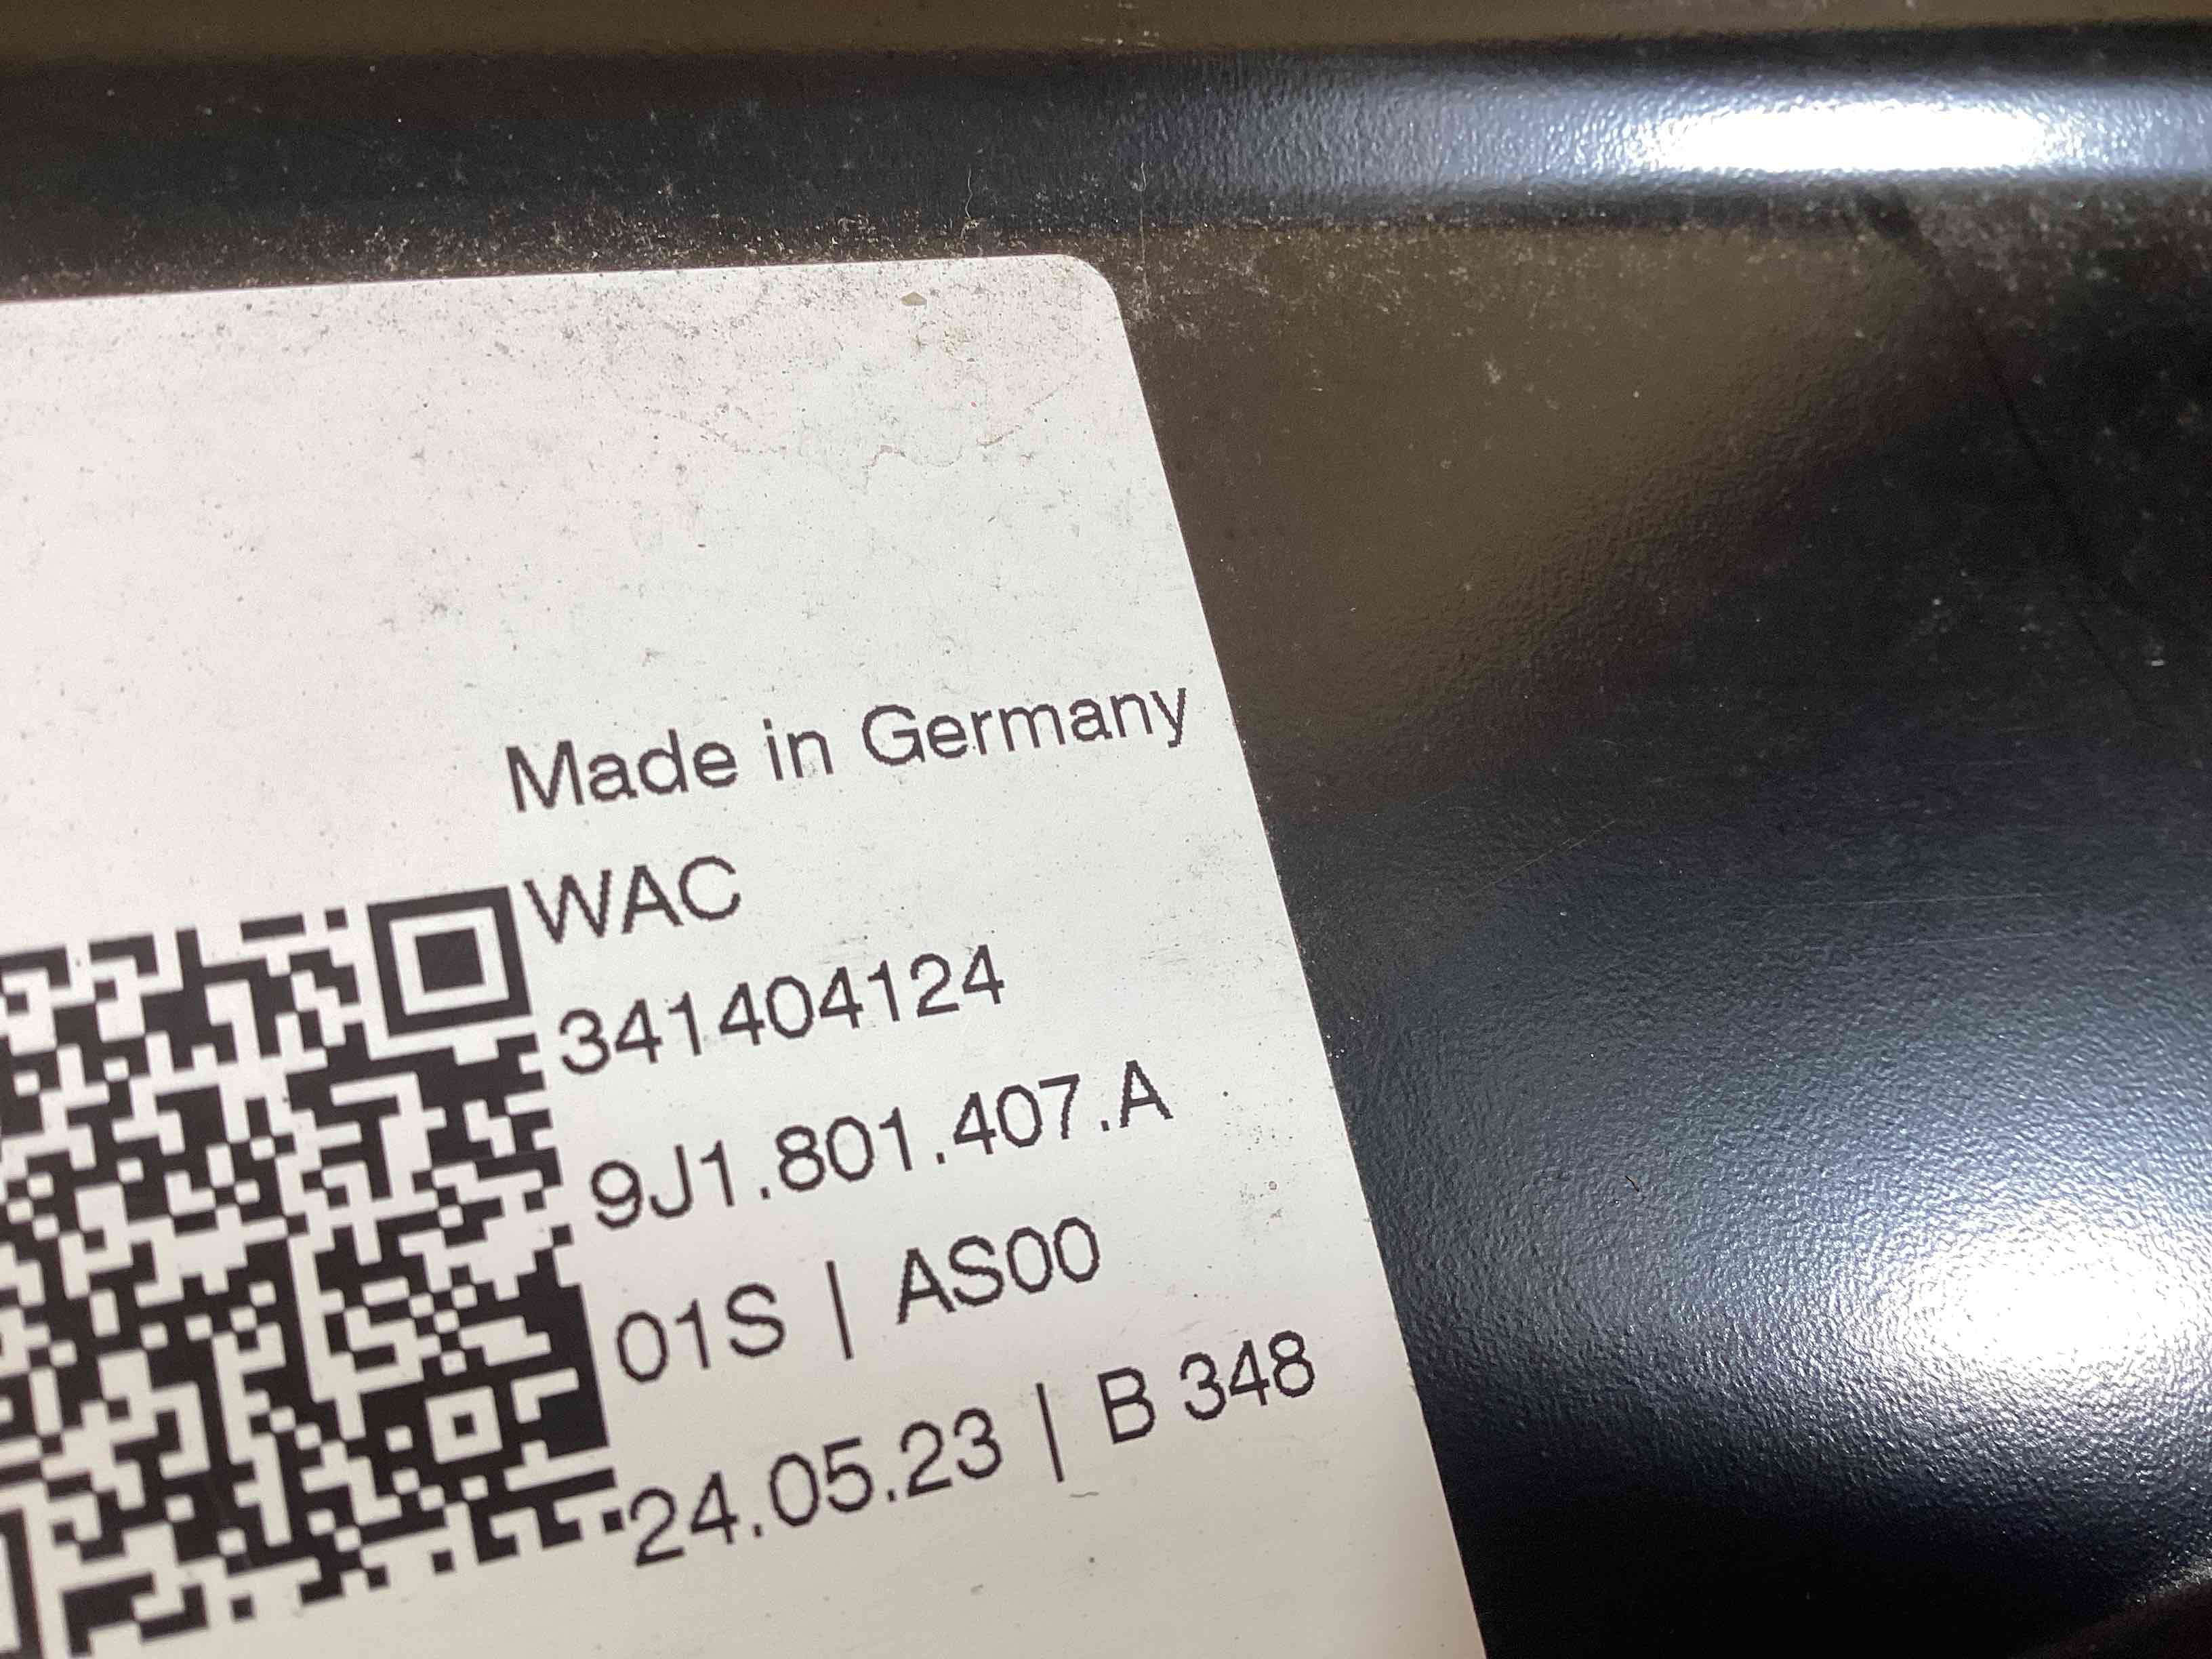 Made in Germany
WAC
341404124
9J1.801.407.A
01S | AS00
24.05.23 | B 348